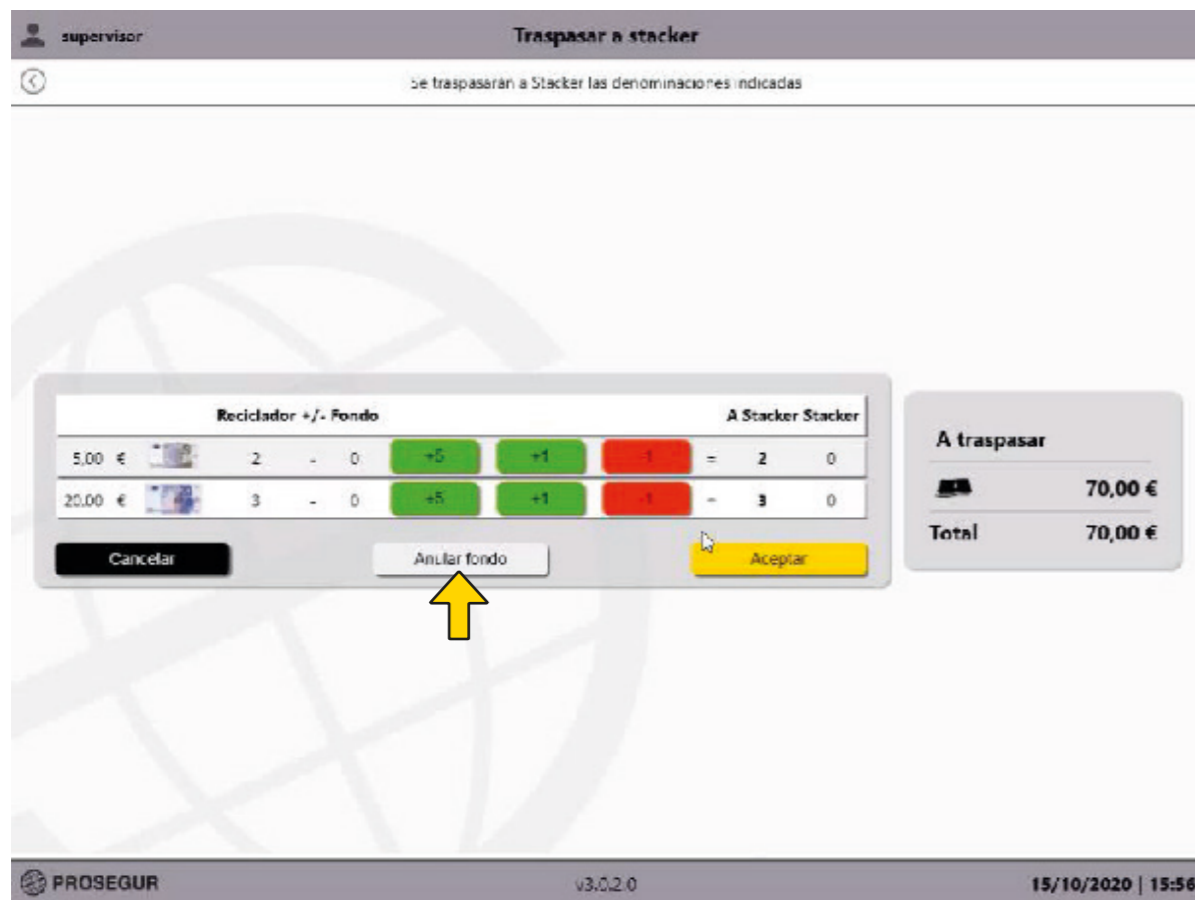 supervisor
Traspasar a stacker
Se traspasarán a Stacker las denominaciones indicadas
Reciclador +/- Fondo A Stacker Stacker
5,00 € 2 - 0 +5 +1 -1 = 2 0
20,00 € 3 - 0 +5 +1 -1 = 3 0
Cancelar Anular fondo Aceptar
A traspasar
70,00 €
Total 70,00 €
PROSEGUR v3.0.2.0 15/10/2020 | 15:56